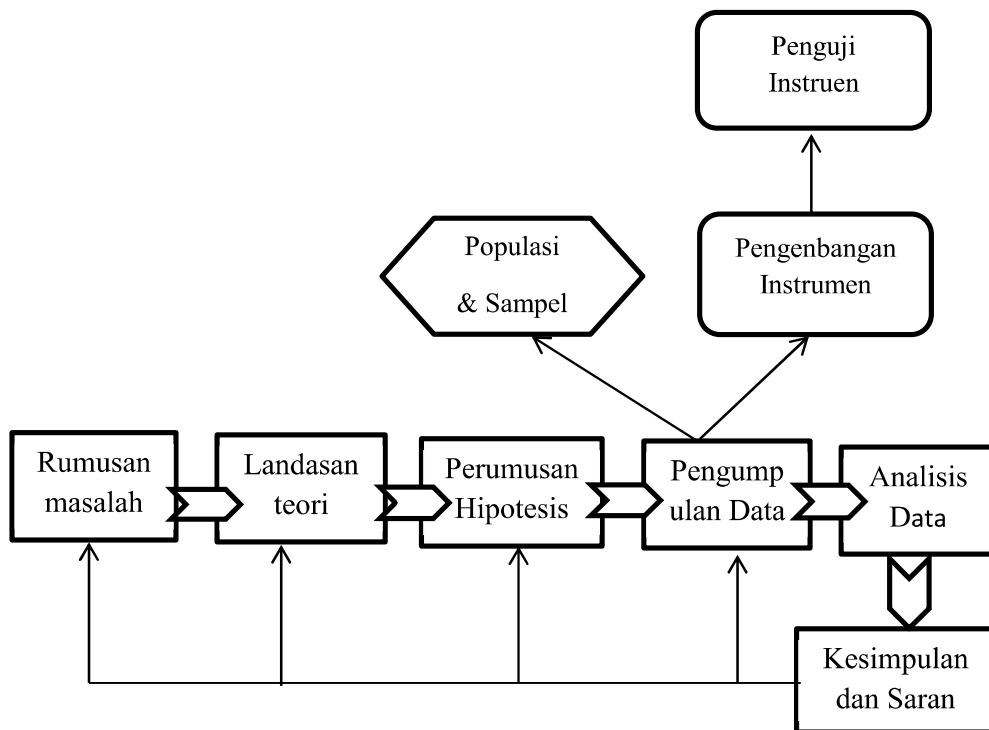 Penguji
Instruen
Populasi
& Sampel
Pengenbangan
Instrumen
Rumusan
masalah
Landasan
teori
Perumusan
Hipotesis
Pengump
ulan Data
Analisis
Data
Kesimpulan
dan Saran